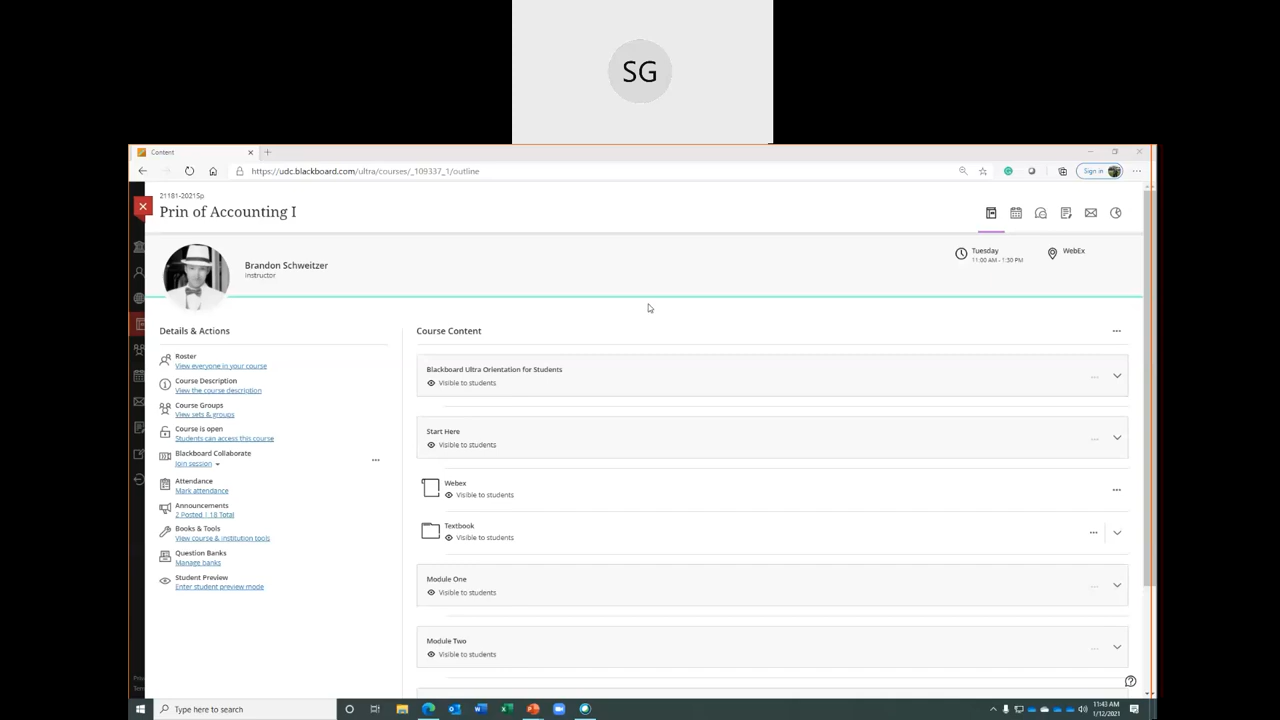 SG
Content
https://udc.blackboard.com/ultra/courses/_109337_1/outline
Sign in
21181-2021Sp
Prin of Accounting I
Brandon Schweitzer
Instructor
Tuesday
11:00 AM - 1:30 PM
WebEx
Details & Actions
Roster
View everyone in your course
Course Description
View the course description
Course Groups
View sets & groups
Course is open
Students can access this course
Blackboard Collaborate
Join session
Attendance
Mark attendance
Announcements
2 Posted | 18 Total
Books & Tools
View course & institution tools
Question Banks
Manage banks
Student Preview
Enter student preview mode
Course Content
Blackboard Ultra Orientation for Students
Visible to students
Start Here
Visible to students
Webex
Visible to students
Textbook
Visible to students
Module One
Visible to students
Module Two
Visible to students
Type here to search
11:43 AM
1/12/2021